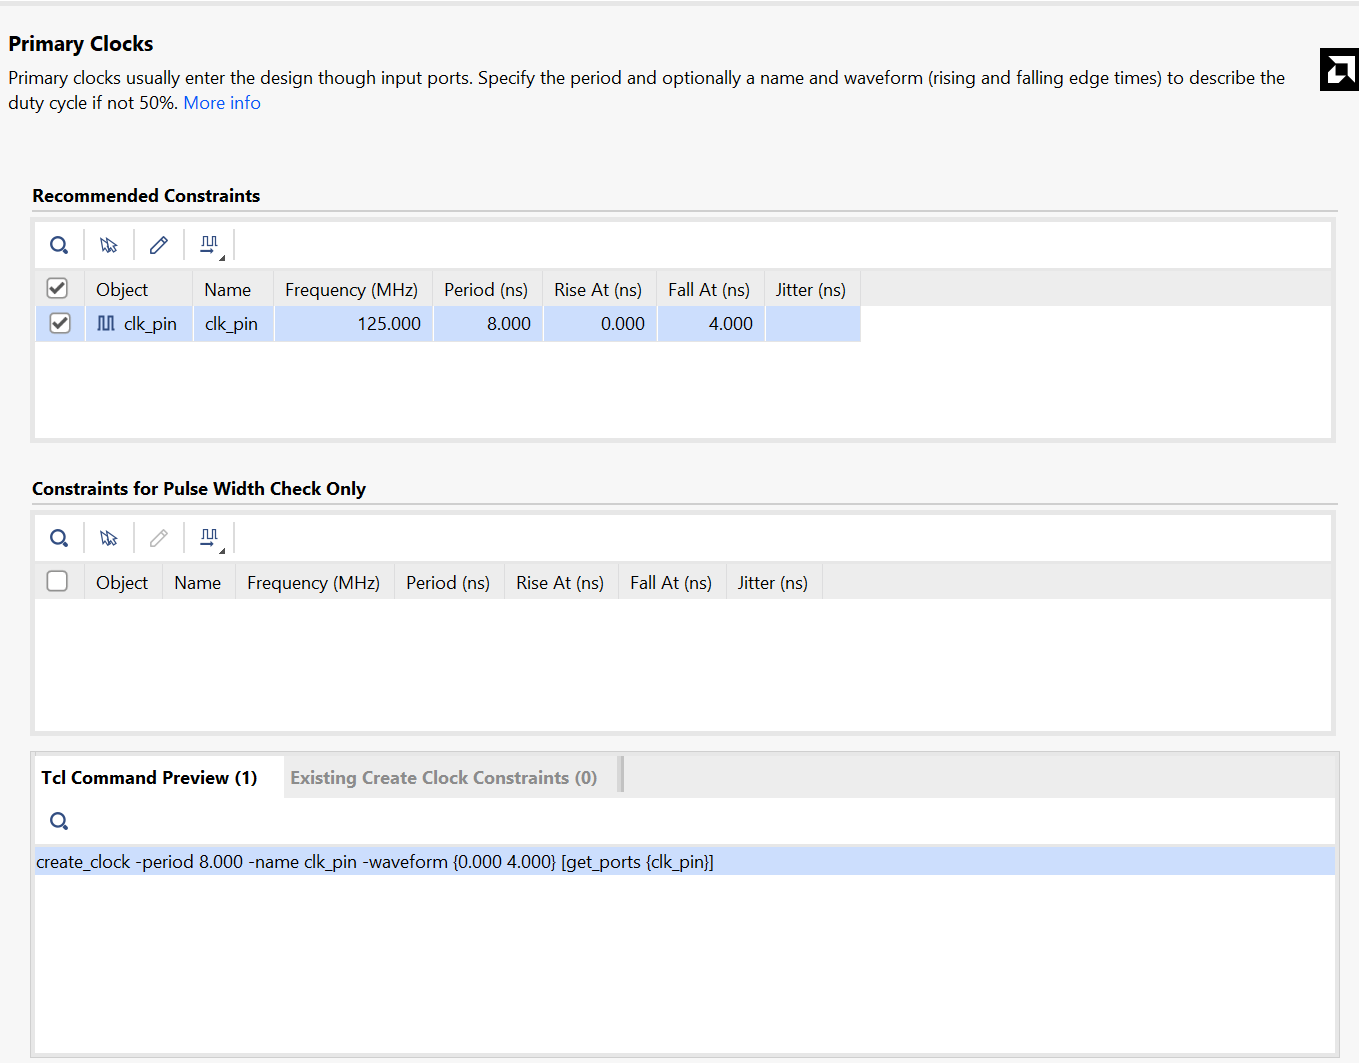 Primary Clocks
Primary clocks usually enter the design though input ports. Specify the period and optionally a name and waveform (rising and falling edge times) to describe the
duty cycle if not 50%. More info
Recommended Constraints
Object Name Frequency (MHz) Period (ns) Rise At (ns) Fall At (ns) Jitter (ns)
clk_pin clk_pin 125.000 8.000 0.000 4.000
Constraints for Pulse Width Check Only
Object Name Frequency (MHz) Period (ns) Rise At (ns) Fall At (ns) Jitter (ns)
Tcl Command Preview (1) Existing Create Clock Constraints (0)
create_clock -period 8.000 -name clk_pin -waveform {0.000 4.000} [get_ports {clk_pin}]